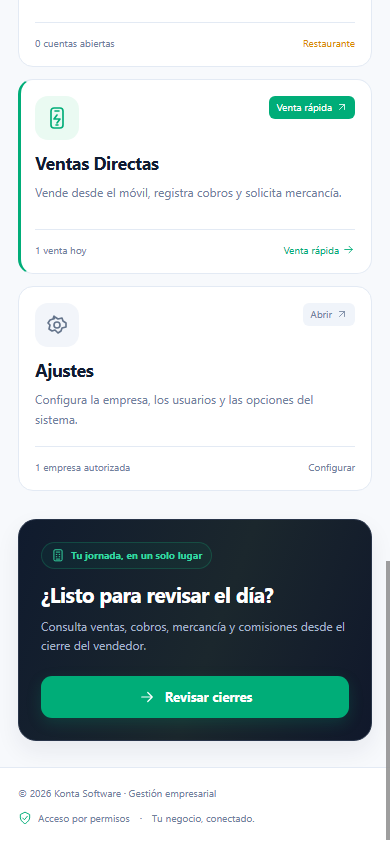 0 cuentas abiertas
Restaurante
Venta rápida
Ventas Directas
Vende desde el móvil, registra cobros y solicita mercancía.
1 venta hoy
Venta rápida
Abrir
Ajustes
Configura la empresa, los usuarios y las opciones del
sistema.
1 empresa autorizada
Configurar
Tu jornada, en un solo lugar
¿Listo para revisar el día?
Consulta ventas, cobros, mercancía y comisiones desde el
cierre del vendedor.
Revisar cierres
© 2026 Konta Software · Gestión empresarial
Acceso por permisos · Tu negocio, conectado.